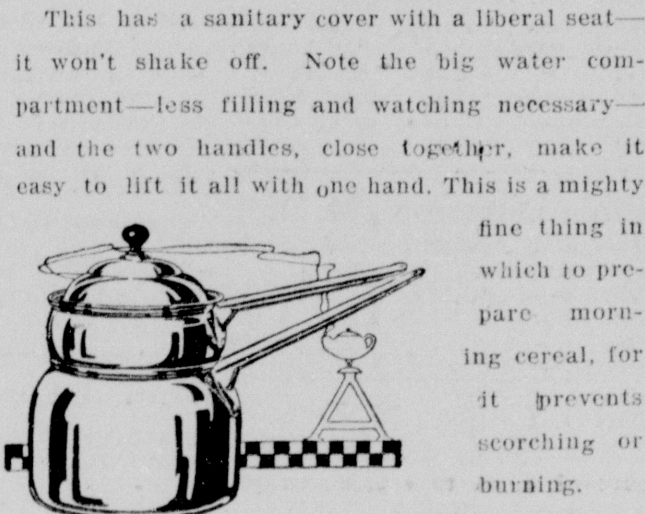 This has a sanitary cover with a liberal seat—
it won't shake off. Note the big water com-
partment—less filling and watching necessary—
and the two handles, close together, make it
easy to lift it all with one hand. This is a mighty
fine thing in
which to pre-
pare morn-
ing cereal, for
it prevents
scorching or
burning.